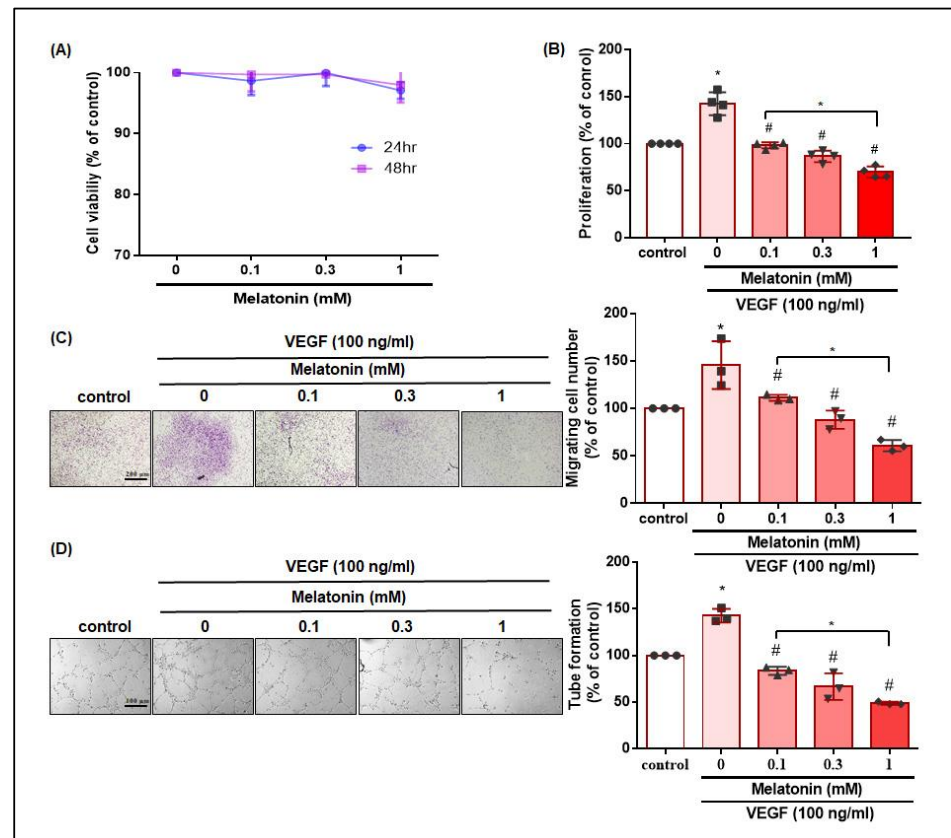 (A)
Cell viabiliy (% of control)
100
90
80
70
24hr
48hr
0 0.1 0.3 1
Melatonin (mM)
(B)
Proliferation (% of conrol)
200
150
100
50
0
*
*
# # #
control 0 0.1 0.3 1
Melatonin (mM)
VEGF (100 ng/ml)
(C)
VEGF (100 ng/ml)
Melatonin (mM)
control 0 0.1 0.3 1
200 μm
Migrating cell number
(% of control)
200
150
100
50
0
*
*
# # #
control 0 0.1 0.3 1
Melatonin (mM)
VEGF (100 ng/ml)
(D)
VEGF (100 ng/ml)
Melatonin (mM)
control 0 0.1 0.3 1
Tube formation
(% of control)
200
150
100
50
0
*
*
# # #
control 0 0.1 0.3 1
Melatonin (mM)
VEGF (100 ng/ml)